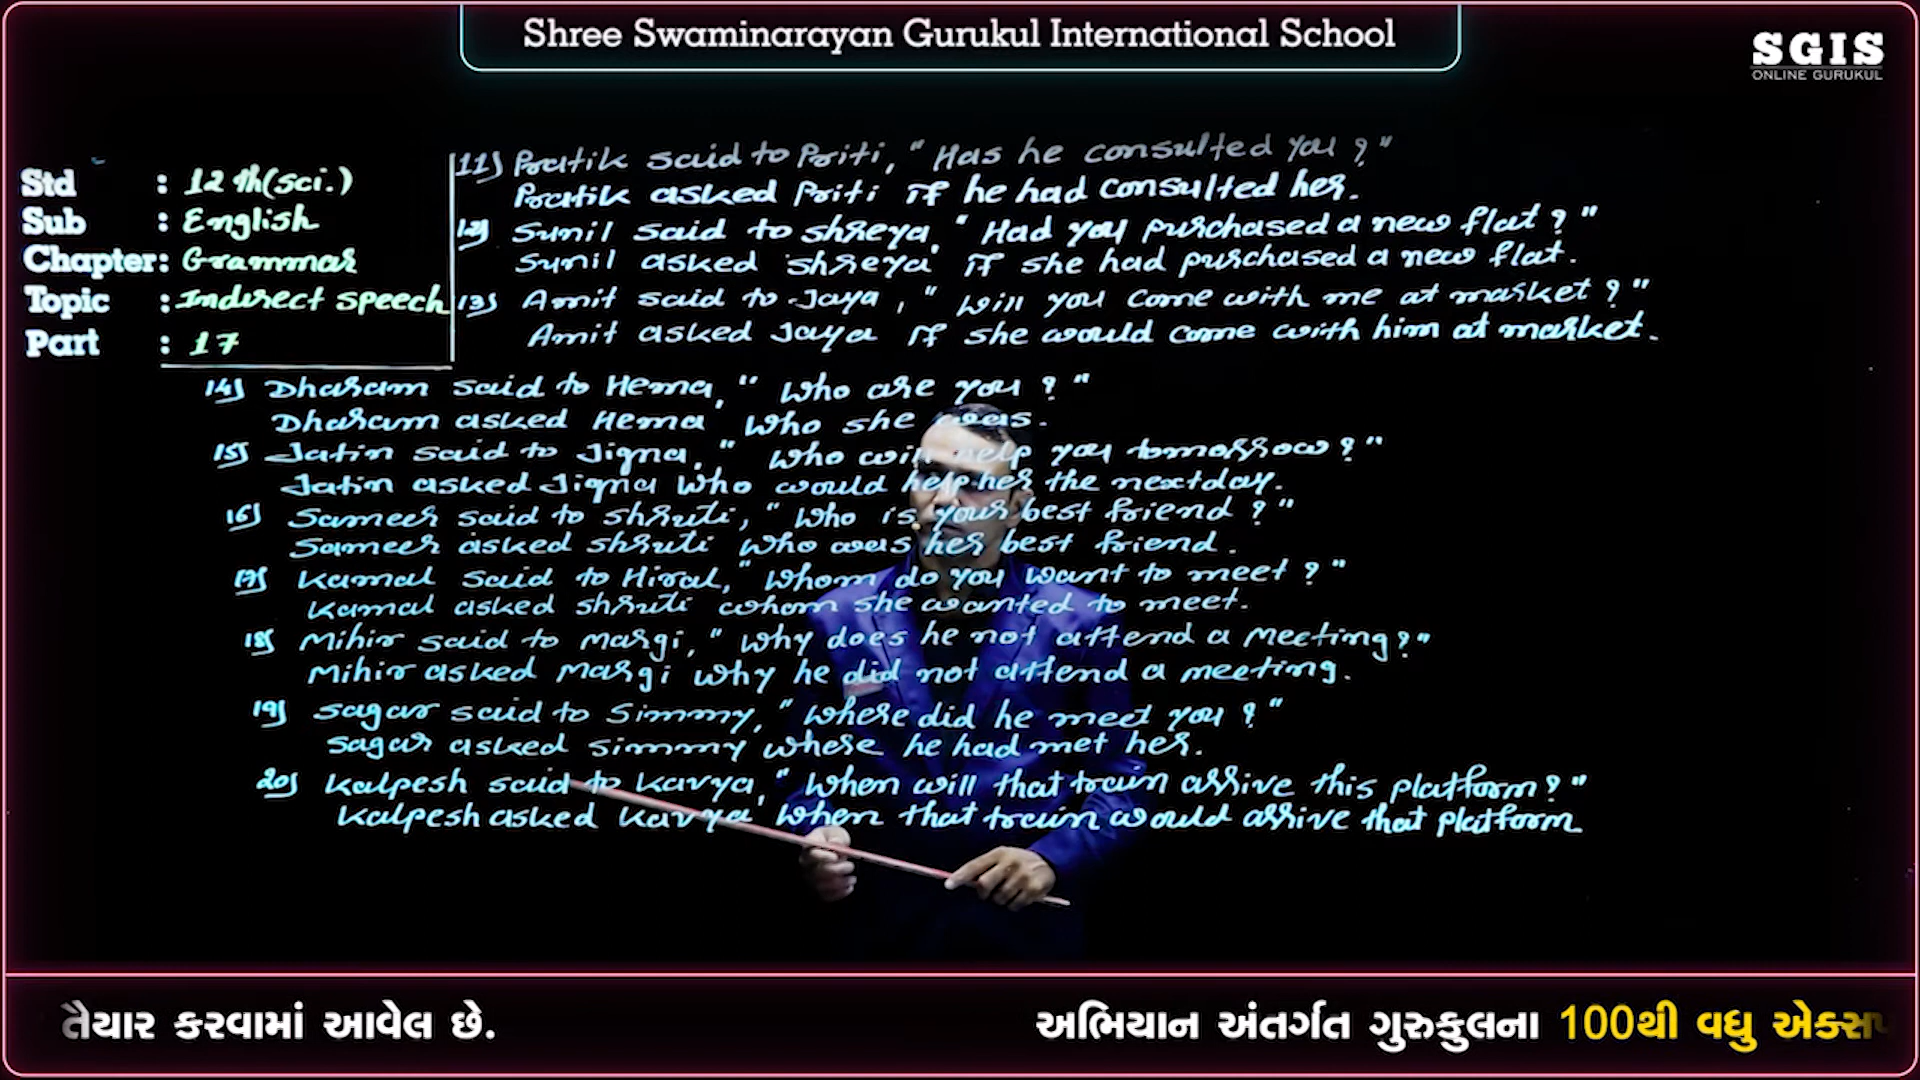 Shree Swaminarayan Gurukul International School
SGIS
ONLINE GURUKUL
Std : 12th(sci.)
Sub : English
Chapter: Grammar
Topic : Indirect speech
Part : 17
11) Pratik said to Priti, "Has he consulted you?"
Pratik asked Priti if he had consulted her.
12) Sunil said to Shreya, "Had you purchased a new flat?"
Sunil asked Shreya if she had purchased a new flat.
13) Amit said to Jaya, "Will you come with me at market?"
Amit asked Jaya if she would come with him at market.
14) Dharam said to Hema, "Who are you?"
Dharam asked Hema who she was.
15) Jatin said to Jigna, "Who will help you tomorrow?"
Jatin asked Jigna who would help her the nextday.
16) Sameer said to Shruti, "Who is your best friend?"
Sameer asked Shruti who was her best friend.
17) Kamal said to Hiral, "Whom do you want to meet?"
Kamal asked Shruti whom she wanted to meet.
18) Mihir said to Margi, "Why does he not attend a meeting?"
Mihir asked Margi why he did not attend a meeting.
19) Sagar said to Simmy, "Where did he meet you?"
Sagar asked Simmy where he had met her.
20) Kalpesh said to Kavya, "When will that train arrive this platform?"
Kalpesh asked Kavya when that train would arrive that platform
તૈયાર કરવામાં આવેલ છે. અભિયાન અંતર્ગત ગુરુકુલના 100થી વધુ